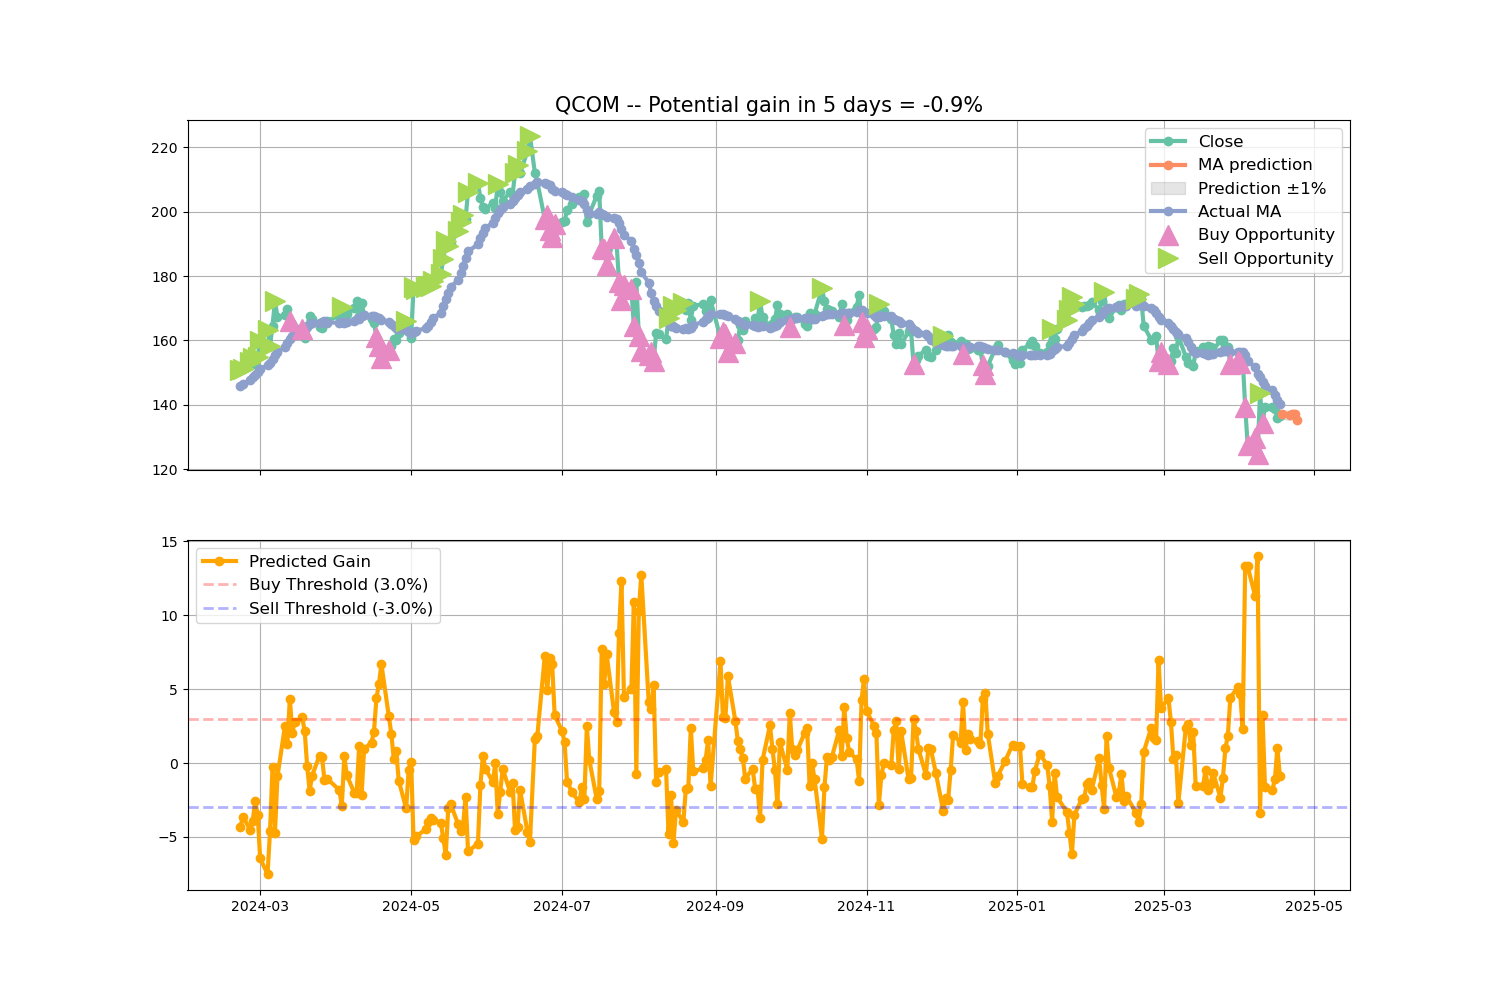 QCOM -- Potential gain in 5 days = -0.9%
220
200
180
160
140
120
Close
MA prediction
Prediction ±1%
Actual MA
Buy Opportunity
Sell Opportunity
15
10
5
0
−5
Predicted Gain
Buy Threshold (3.0%)
Sell Threshold (-3.0%)
2024-03
2024-05
2024-07
2024-09
2024-11
2025-01
2025-03
2025-05